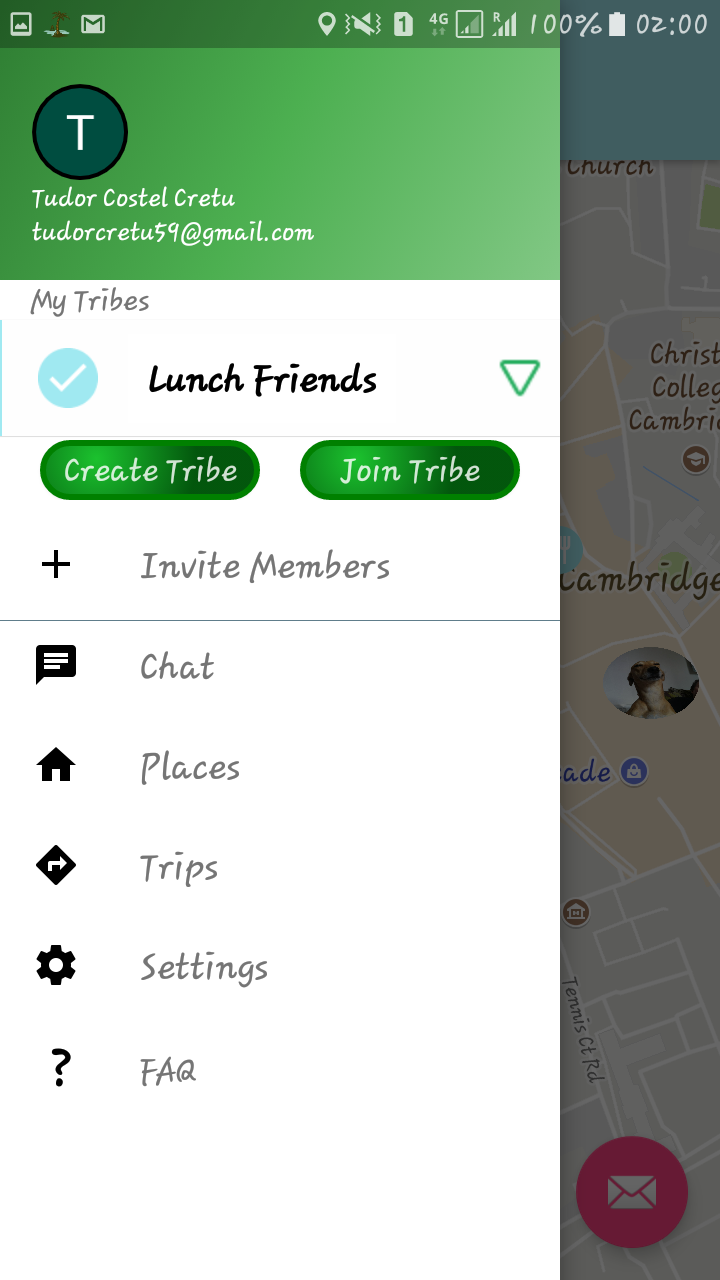 1 4G R 100% 02:00
T
Tudor Costel Cretu
tudorcretu59@gmail.com
My Tribes
Lunch Friends
Create Tribe
Join Tribe
Invite Members
Chat
Places
Trips
Settings
? FAQ
Church
Christ
Colleg
Cambri
Cambridge
cade
Tennis Ct Rd